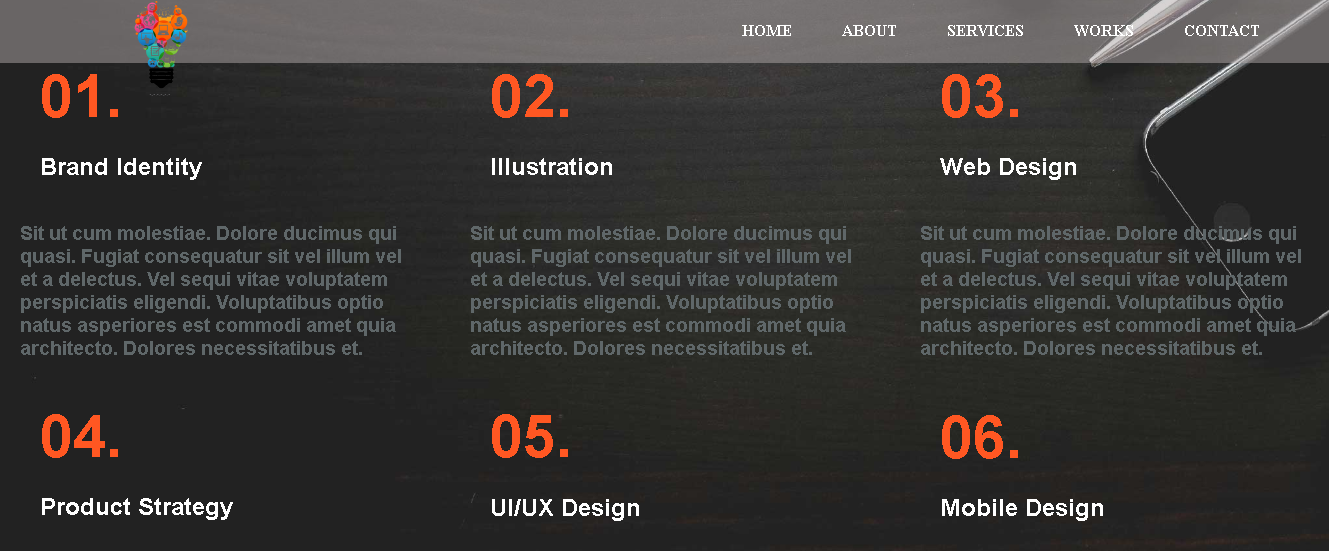 HOME ABOUT SERVICES WORKS CONTACT
01.
Brand Identity
Sit ut cum molestiae. Dolore ducimus qui
quasi. Fugiat consequatur sit vel illum vel
et a delectus. Vel sequi vitae voluptatem
perspiciatis eligendi. Voluptatibus optio
natus asperiores est commodi amet quia
architecto. Dolores necessitatibus et.
02.
Illustration
Sit ut cum molestiae. Dolore ducimus qui
quasi. Fugiat consequatur sit vel illum vel
et a delectus. Vel sequi vitae voluptatem
perspiciatis eligendi. Voluptatibus optio
natus asperiores est commodi amet quia
architecto. Dolores necessitatibus et.
03.
Web Design
Sit ut cum molestiae. Dolore ducimus qui
quasi. Fugiat consequatur sit vel illum vel
et a delectus. Vel sequi vitae voluptatem
perspiciatis eligendi. Voluptatibus optio
natus asperiores est commodi amet quia
architecto. Dolores necessitatibus et.
04.
Product Strategy
05.
UI/UX Design
06.
Mobile Design